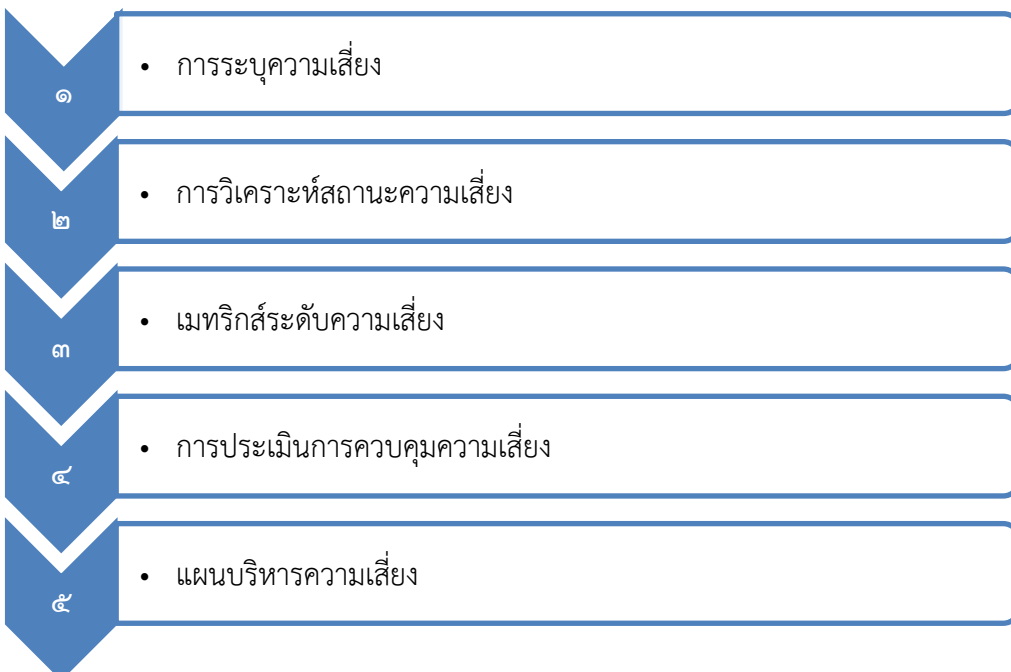 ๑
• การระบุความเสี่ยง
๒
• การวิเคราะห์สถานะความเสี่ยง
๓
• เมทริกส์ระดับความเสี่ยง
๔
• การประเมินการควบคุมความเสี่ยง
๕
• แผนบริหารความเสี่ยง